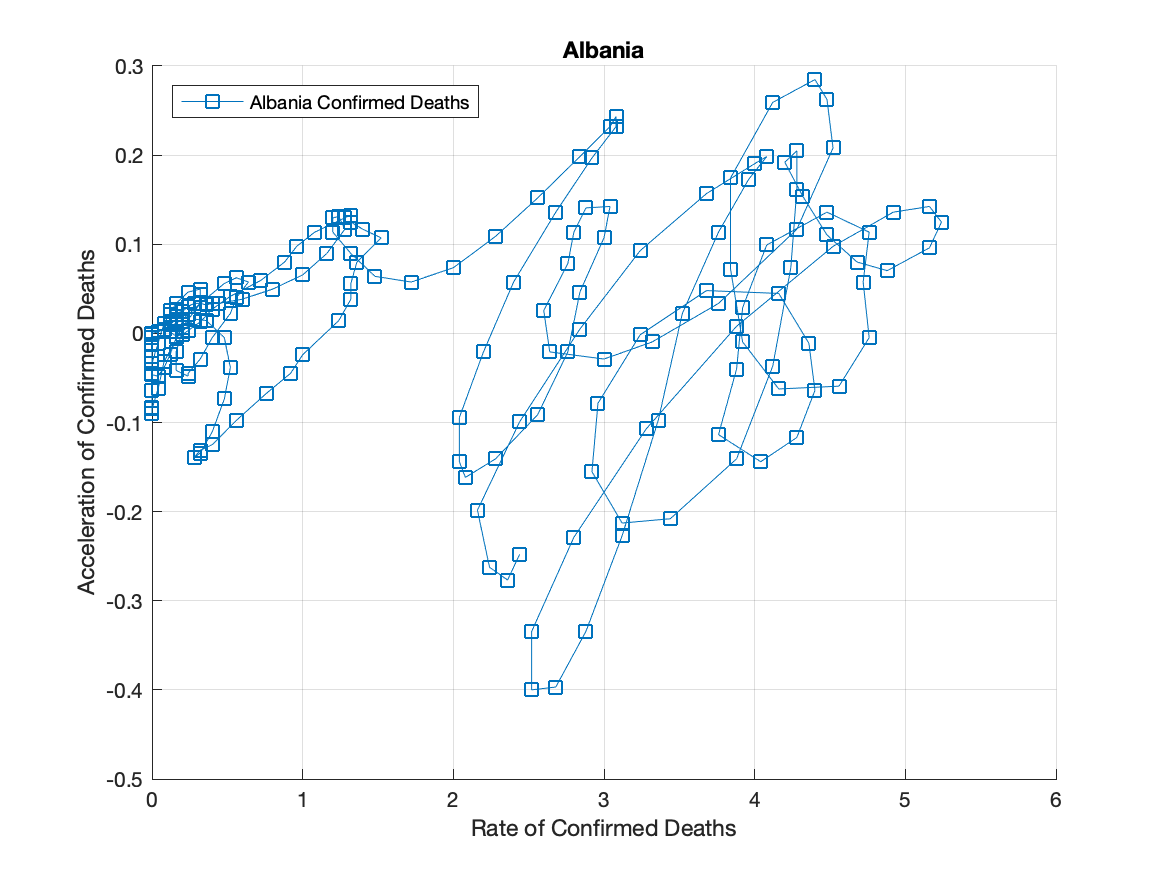 Albania
Albania Confirmed Deaths
0.3
0.2
0.1
0
-0.1
-0.2
-0.3
-0.4
-0.5
Acceleration of Confirmed Deaths
0 1 2 3 4 5 6
Rate of Confirmed Deaths